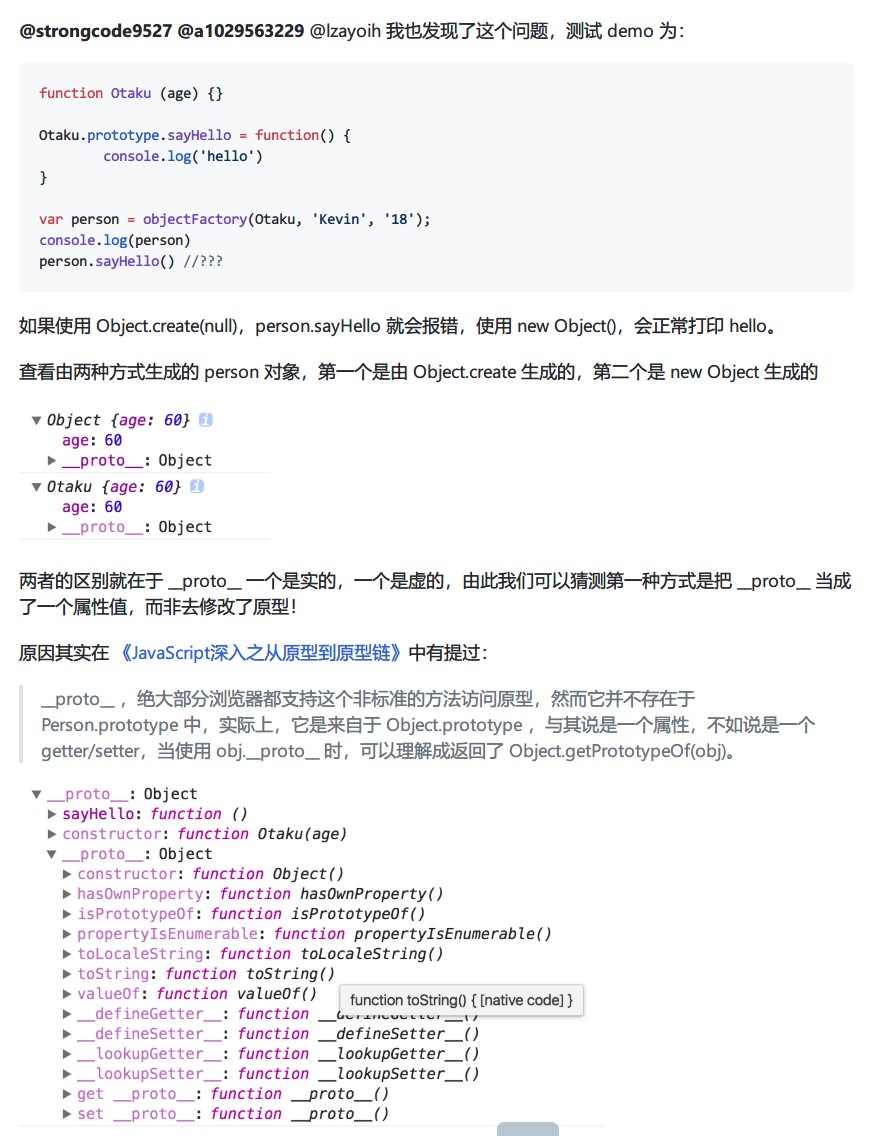 @strongcode9527 @a1029563229 @lzayoih 我也发现了这个问题，测试 demo 为：
function Otaku (age) {}
Otaku.prototype.sayHello = function() {
console.log('hello')
}
var person = objectFactory(Otaku, 'Kevin', '18');
console.log(person)
person.sayHello() //???
如果使用 Object.create(null)，person.sayHello 就会报错，使用 new Object()，会正常打印 hello。
查看由两种方式生成的 person 对象，第一个是由 Object.create 生成的，第二个是 new Object 生成的
▼ Object {age: 60} i
age: 60
▶ __proto__: Object
▼ Otaku {age: 60} i
age: 60
▶ __proto__: Object
两者的区别就在于 __proto__ 一个是实的，一个是虚的，由此我们可以猜测第一种方式是把 __proto__ 当成
了一个属性值，而非去修改了原型！
原因其实在 《JavaScript深入之从原型到原型链》中有提过：
__proto__ ，绝大部分浏览器都支持这个非标准的方法访问原型，然而它并不存在于
Person.prototype 中，实际上，它是来自于 Object.prototype ，与其说是一个属性，不如说是一个
getter/setter，当使用 obj.__proto__ 时，可以理解成返回了 Object.getPrototypeOf(obj)。
▼ __proto__: Object
▶ sayHello: function ()
▶ constructor: function Otaku(age)
▼ __proto__: Object
▶ constructor: function Object()
▶ hasOwnProperty: function hasOwnProperty()
▶ isPrototypeOf: function isPrototypeOf()
▶ propertyIsEnumerable: function propertyIsEnumerable()
▶ toLocaleString: function toLocaleString()
▶ toString: function toString()
▶ valueOf: function valueOf()
function toString() { [native code] }
▶ __defineGetter__: function __defineGetter__()
▶ __defineSetter__: function __defineSetter__()
▶ __lookupGetter__: function __lookupGetter__()
▶ __lookupSetter__: function __lookupSetter__()
▶ get __proto__: function __proto__()
▶ set __proto__: function __proto__()